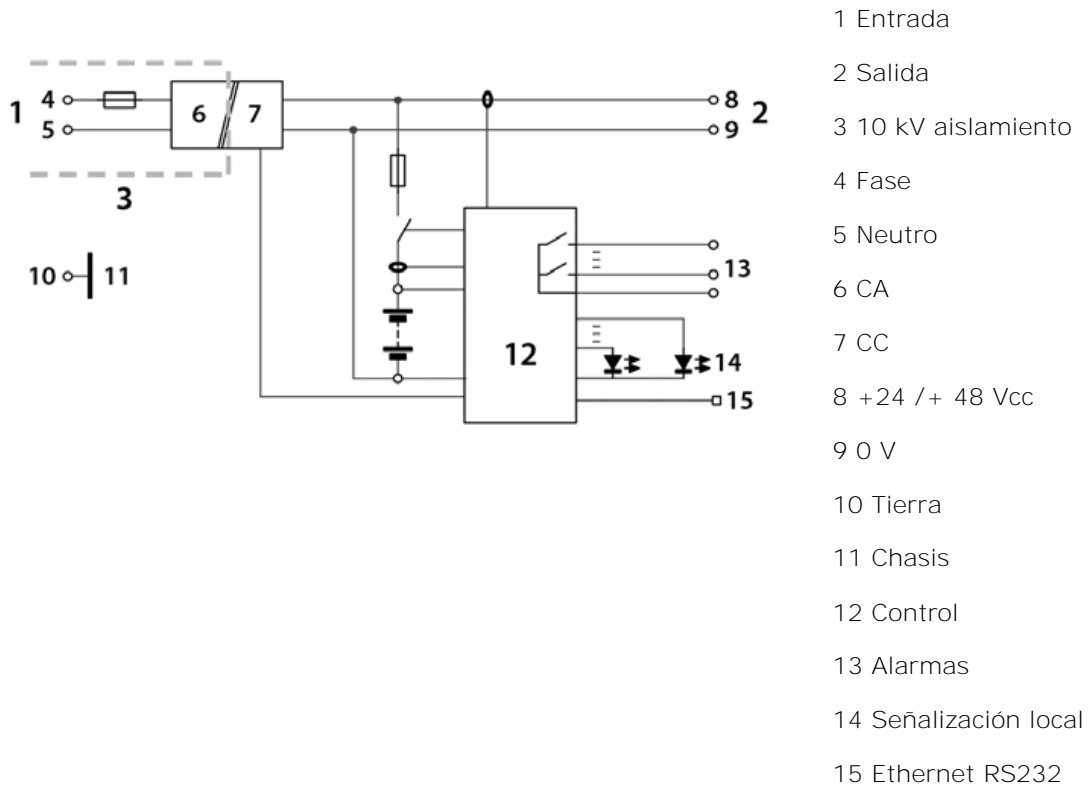 1
4
5
6
7
8
9
2
3
10
11
12
13
14
15
1 Entrada
2 Salida
3 10 kV aislamiento
4 Fase
5 Neutro
6 CA
7 CC
8 +24 /+ 48 Vcc
9 0 V
10 Tierra
11 Chasis
12 Control
13 Alarmas
14 Señalización local
15 Ethernet RS232